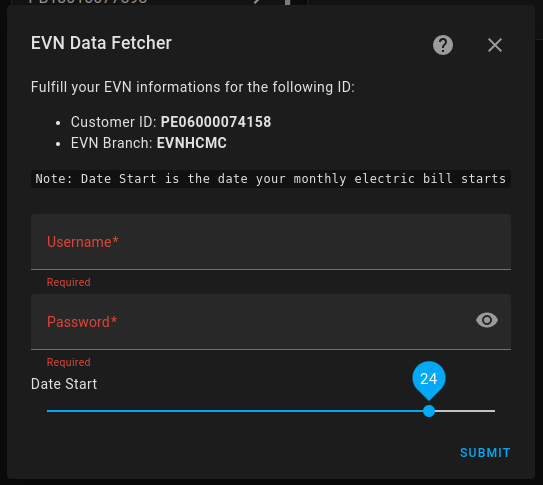 EVN Data Fetcher
Fulfill your EVN informations for the following ID:
• Customer ID: PE06000074158
• EVN Branch: EVNHCMC
Note: Date Start is the date your monthly electric bill starts
Username*
Required
Password*
Required
Date Start
24
SUBMIT